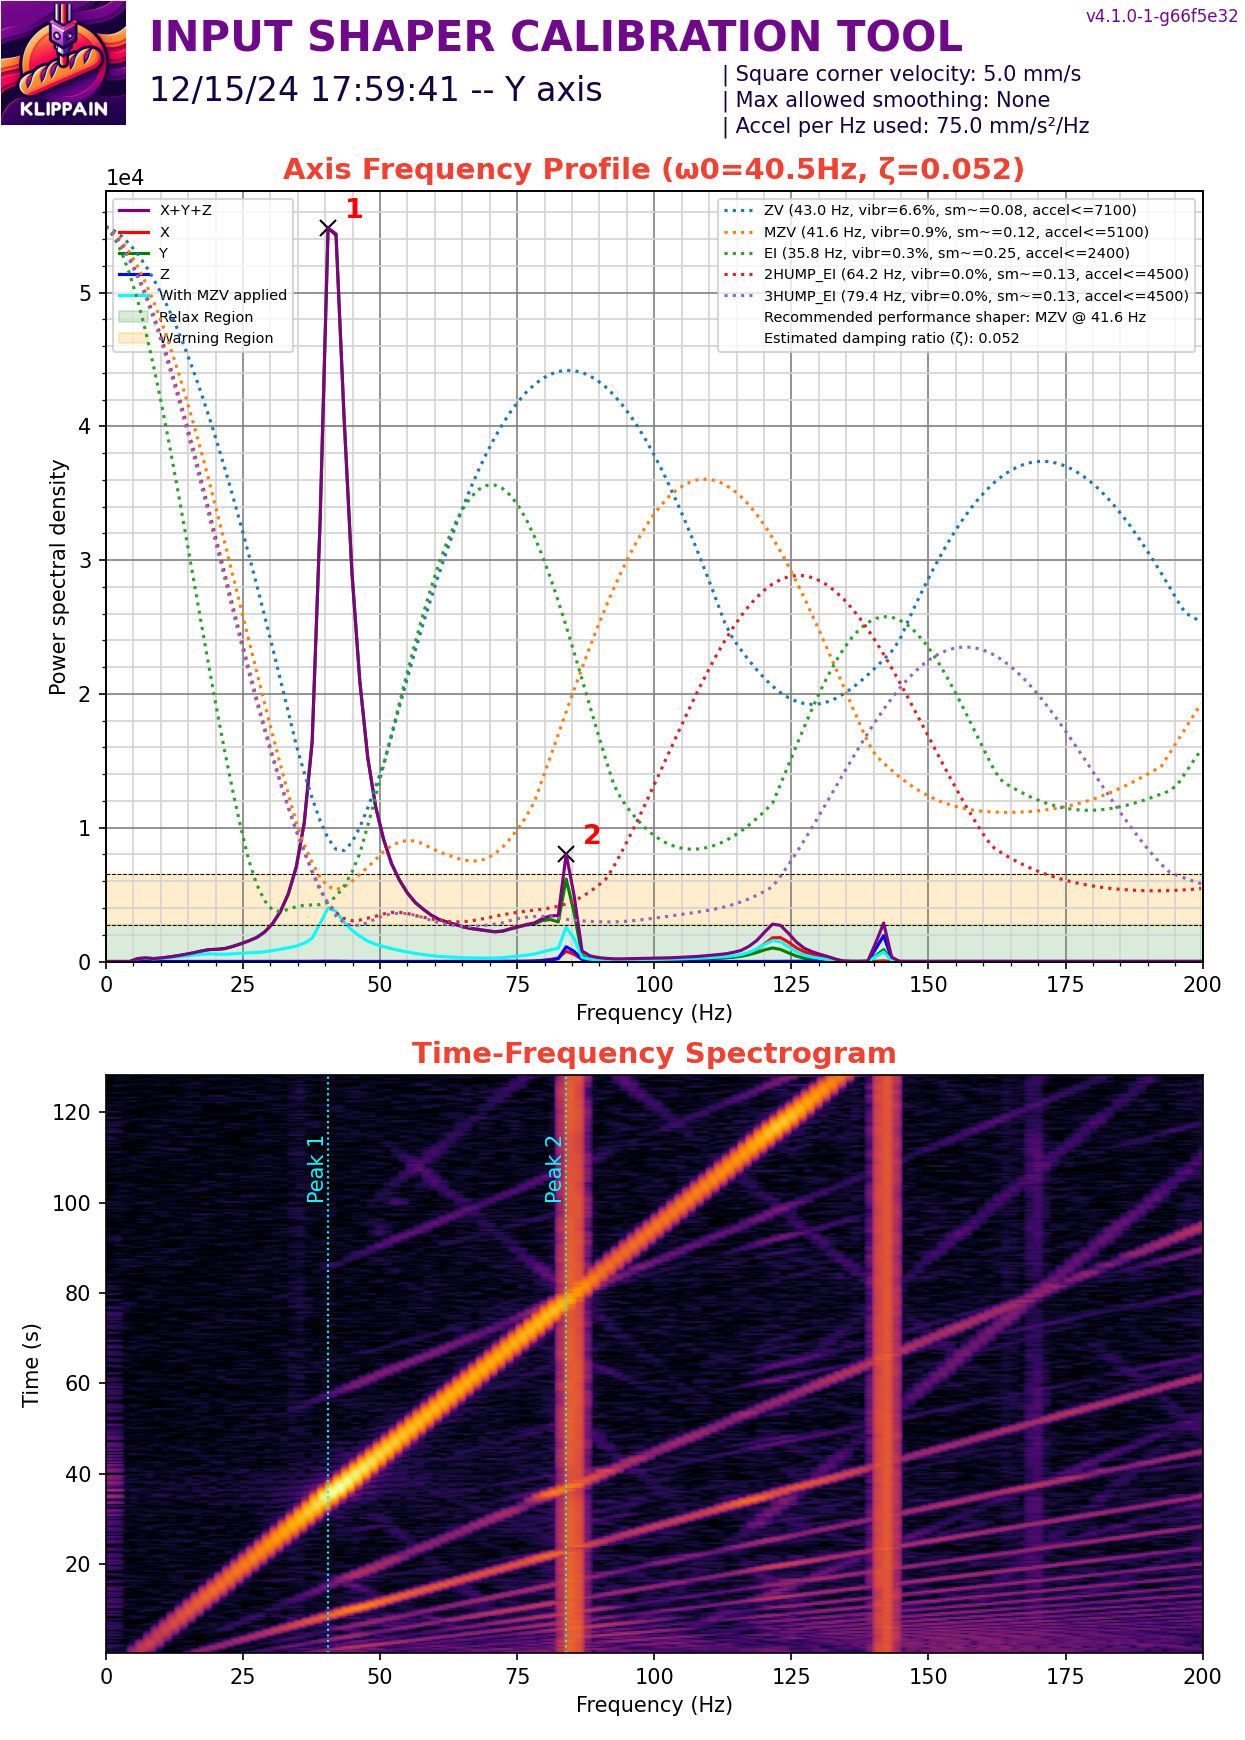 v4.1.0-1-g66f5e32
INPUT SHAPER CALIBRATION TOOL
12/15/24 17:59:41 -- Y axis
| Square corner velocity: 5.0 mm/s
| Max allowed smoothing: None
| Accel per Hz used: 75.0 mm/s²/Hz
KLIPPAIN
Axis Frequency Profile (ω0=40.5Hz, ζ=0.052)
1e4
X+Y+Z
X
Y
Z
With MZV applied
Relax Region
Warning Region
ZV (43.0 Hz, vibr=6.6%, sm~=0.08, accel<=7100)
MZV (41.6 Hz, vibr=0.9%, sm~=0.12, accel<=5100)
EI (35.8 Hz, vibr=0.3%, sm~=0.25, accel<=2400)
2HUMP_EI (64.2 Hz, vibr=0.0%, sm~=0.13, accel<=4500)
3HUMP_EI (79.4 Hz, vibr=0.0%, sm~=0.13, accel<=4500)
Recommended performance shaper: MZV @ 41.6 Hz
Estimated damping ratio (ζ): 0.052
1
2
Power spectral density
5
4
3
2
1
0
0 25 50 75 100 125 150 175 200
Frequency (Hz)
Time-Frequency Spectrogram
Peak 1
Peak 2
Time (s)
120
100
80
60
40
20
0 25 50 75 100 125 150 175 200
Frequency (Hz)